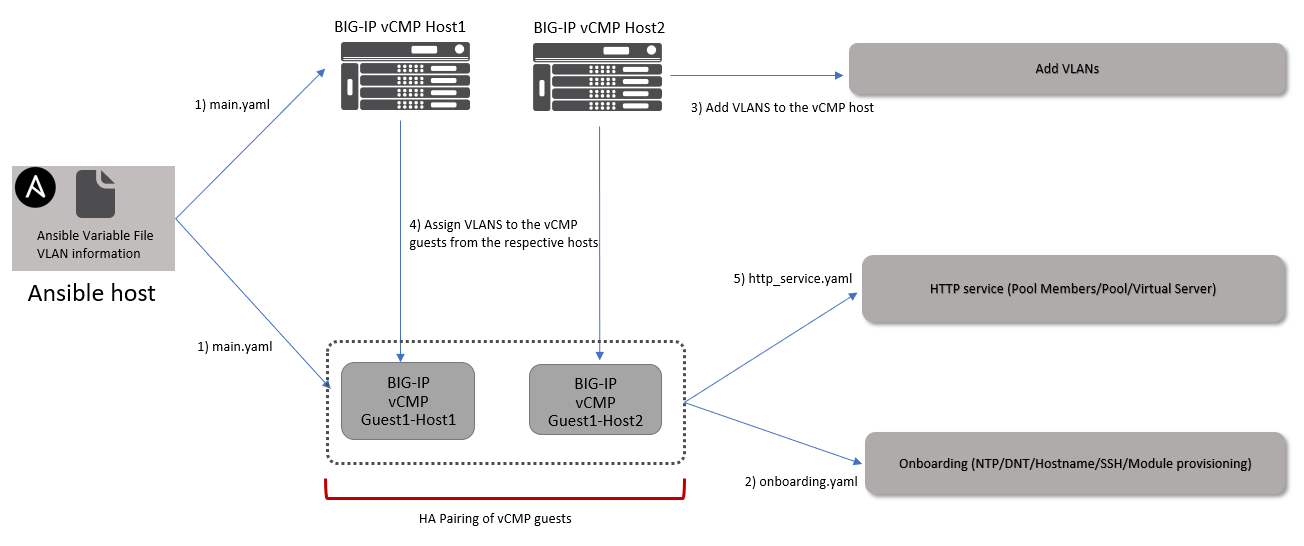 BIG-IP vCMP Host1
BIG-IP vCMP Host2
Add VLANs
1) main.yaml
3) Add VLANS to the vCMP host
Ansible Variable File
VLAN information
Ansible host
4) Assign VLANS to the vCMP
guests from the respective hosts
5) http_service.yaml
HTTP service (Pool Members/Pool/Virtual Server)
1) main.yaml
BIG-IP
vCMP
Guest1-Host1
BIG-IP
vCMP
Guest1-Host2
Onboarding (NTP/DNT/Hostname/SSH/Module provisioning)
2) onboarding.yaml
HA Pairing of vCMP guests